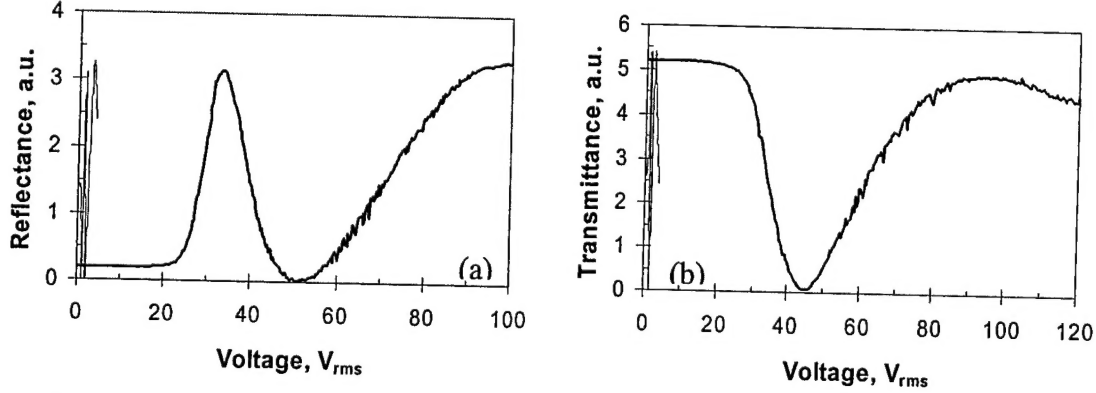 4
3
2
1
0
Reflectance, a.u.
(a)
0 20 40 60 80 100
Voltage, Vrms
6
5
4
3
2
1
0
Transmittance, a.u.
(b)
0 20 40 60 80 100 120
Voltage, Vrms